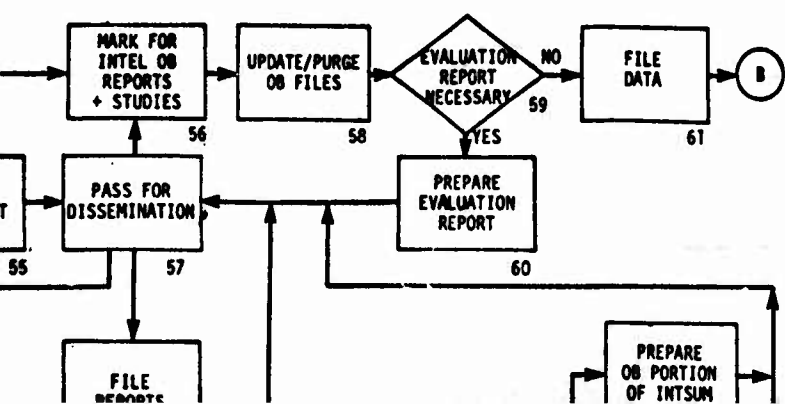 MARK FOR
INTEL OB
REPORTS
+ STUDIES
56
UPDATE/PURGE
OB FILES
58
EVALUATION
REPORT
NECESSARY
59
NO
YES
FILE
DATA
61
B
T
55
PASS FOR
DISSEMINATION
57
PREPARE
EVALUATION
REPORT
60
FILE
REPORTS
PREPARE
OB PORTION
OF INTSUM